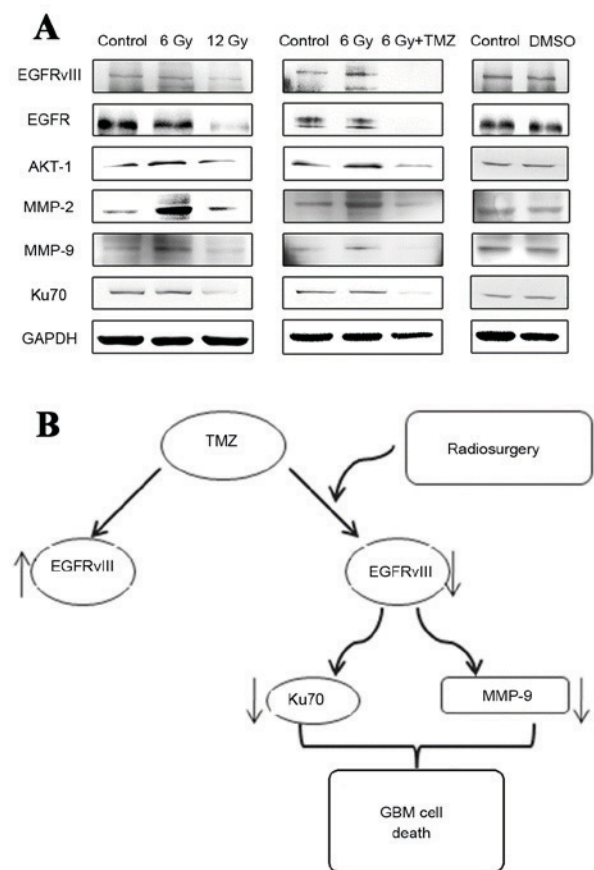 A
Control 6 Gy 12 Gy Control 6 Gy 6 Gy+TMZ Control DMSO
EGFRvIII
EGFR
AKT-1
MMP-2
MMP-9
Ku70
GAPDH
B
TMZ
Radiosurgery
EGFRvIII
EGFRvIII
Ku70
MMP-9
GBM cell
death